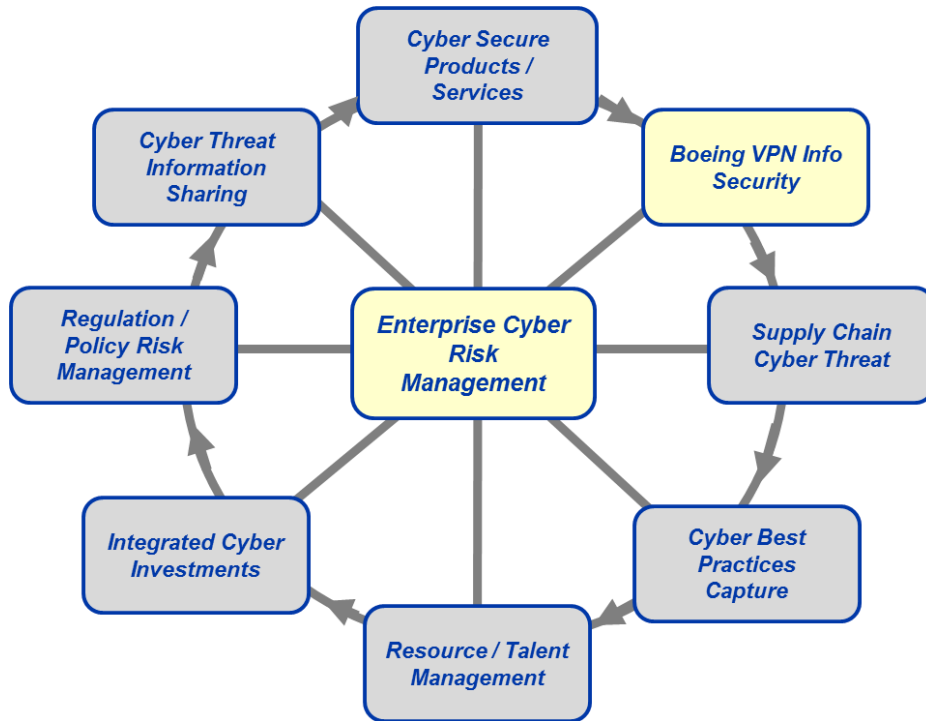 Cyber Secure
Products /
Services
Boeing VPN Info
Security
Supply Chain
Cyber Threat
Cyber Best
Practices
Capture
Resource / Talent
Management
Integrated Cyber
Investments
Regulation /
Policy Risk
Management
Cyber Threat
Information
Sharing
Enterprise Cyber
Risk
Management